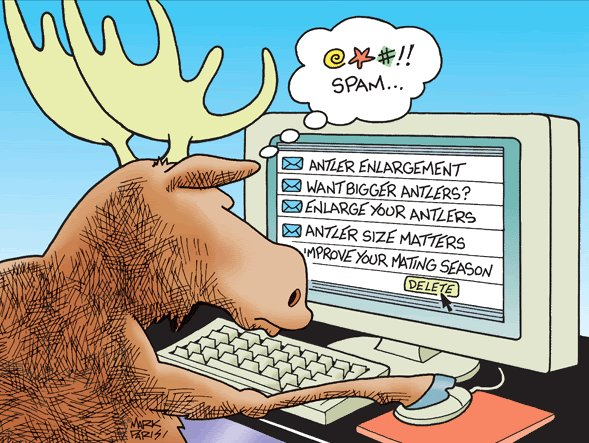 @*#!!
SPAM...
ANTLER ENLARGEMENT
WANT BIGGER ANTLERS?
ENLARGE YOUR ANTLERS
ANTLER SIZE MATTERS
IMPROVE YOUR MATING SEASON
DELETE
MARK
PARISI